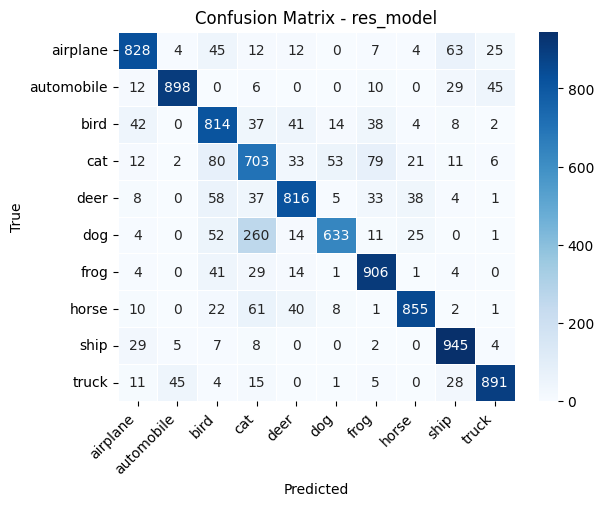 Confusion Matrix - res_model
True
airplane 828 4 45 12 12 0 7 4 63 25
automobile 12 898 0 6 0 0 10 0 29 45
bird 42 0 814 37 41 14 38 4 8 2
cat 12 2 80 703 33 53 79 21 11 6
deer 8 0 58 37 816 5 33 38 4 1
dog 4 0 52 260 14 633 11 25 0 1
frog 4 0 41 29 14 1 906 1 4 0
horse 10 0 22 61 40 8 1 855 2 1
ship 29 5 7 8 0 0 2 0 945 4
truck 11 45 4 15 0 1 5 0 28 891
airplane automobile bird cat deer dog frog horse ship truck
Predicted
800
600
400
200
0